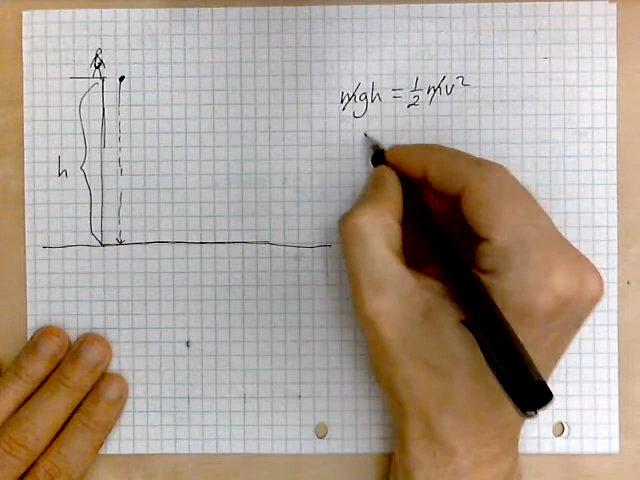 mgh = 1/2 mv²
h